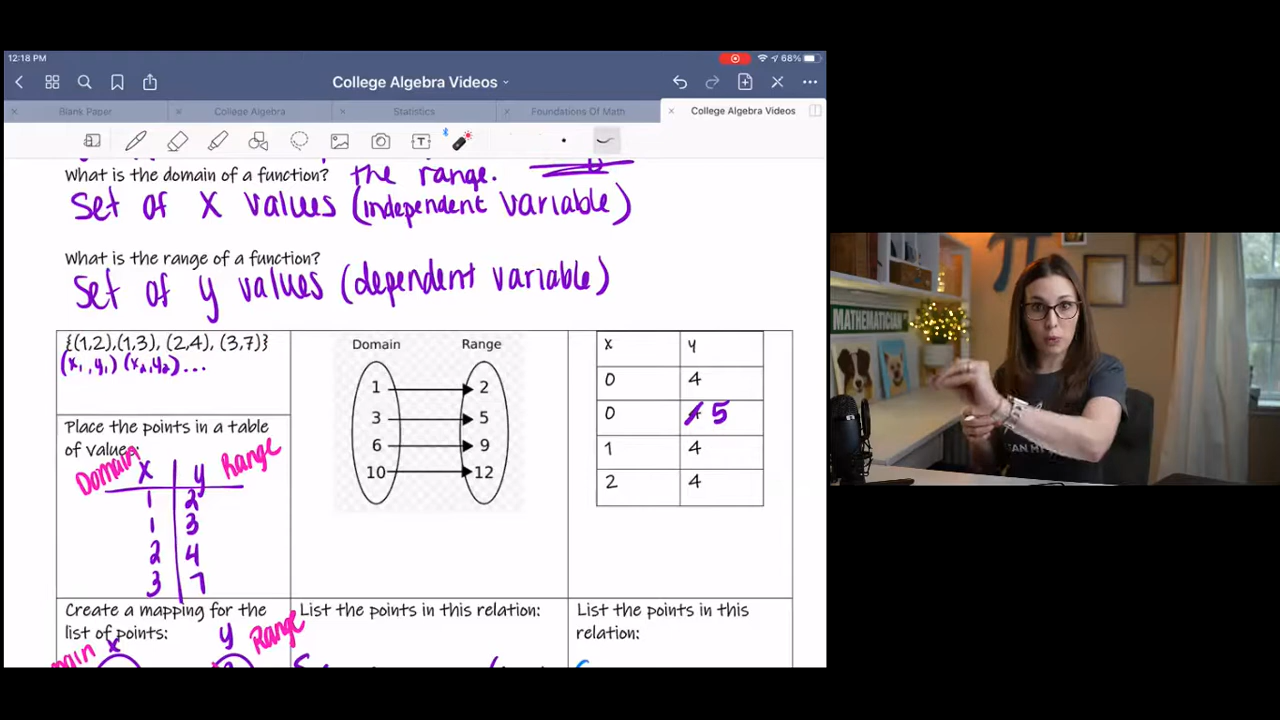 12:18 PM
68%
College Algebra Videos
Blank Paper
College Algebra
Statistics
Foundations Of Math
College Algebra Videos
T
What is the domain of a function? the range.
Set of X values (independent variable)
What is the range of a function?
Set of y values (dependent variable)
{(1,2),(1,3), (2,4), (3,7)}
(x₁,y₁) (x₂,y₂)...
Place the points in a table
of values:
Domain x y Range
1 2
1 3
2 4
3 7
Domain Range
1 2
3 5
6 9
10 12
x y
0 4
0 5
1 4
2 4
Create a mapping for the
list of points:
x y Range
main
List the points in this relation:
List the points in this
relation:
MATHEMATICIAN